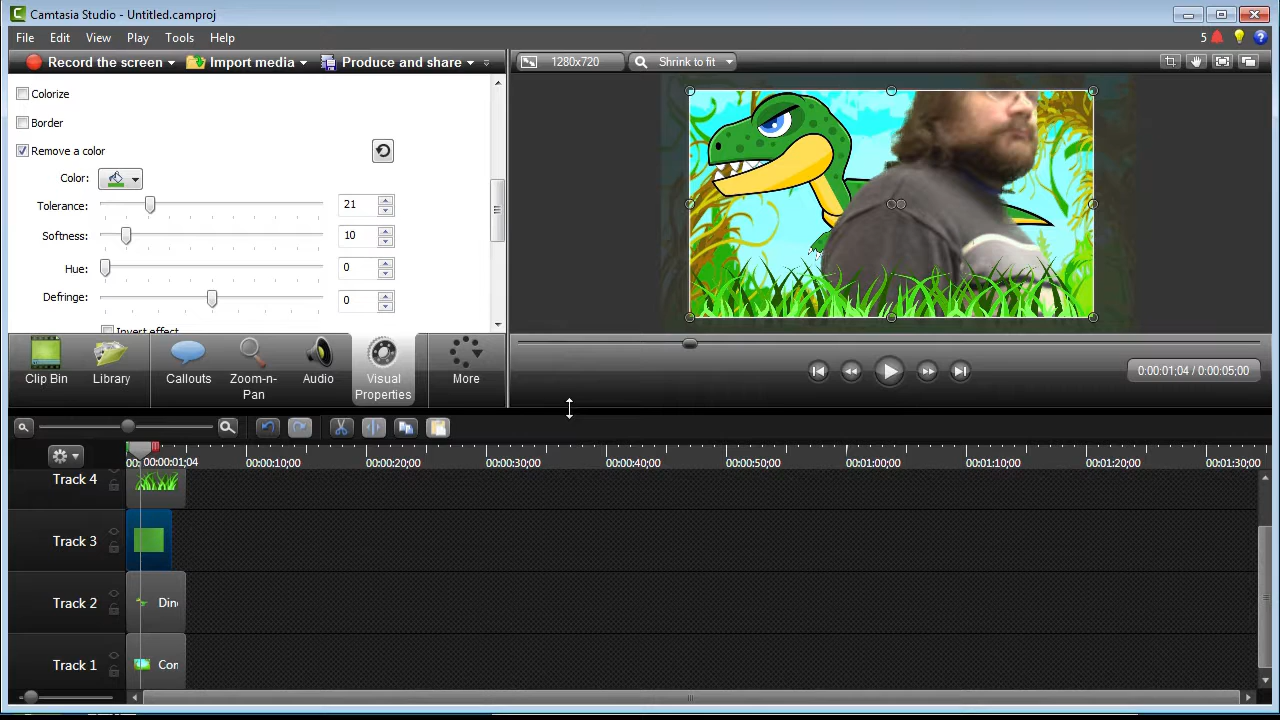 Camtasia Studio - Untitled.camproj
File Edit View Play Tools Help
5
Record the screen Import media Produce and share
1280x720 Shrink to fit
Colorize
Border
Remove a color
Color:
Tolerance: 21
Softness: 10
Hue: 0
Defringe: 0
Invert effect
Clip Bin Library Callouts Zoom-n-Pan Audio Visual Properties More
0:00:01;04 / 0:00:05;00
00: 00:00:01;04 00:00:10;00 00:00:20;00 00:00:30;00 00:00:40;00 00:00:50;00 00:01:00;00 00:01:10;00 00:01:20;00 00:01:30;00
Track 4
Track 3
Track 2 Din
Track 1 Con